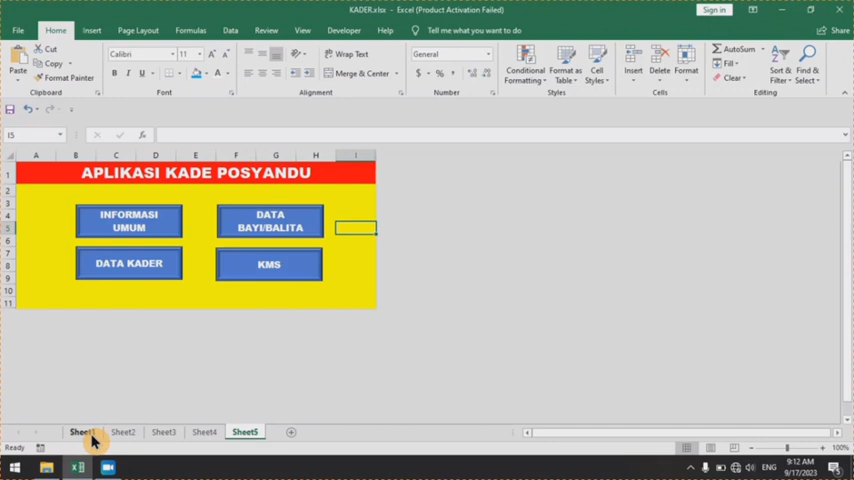 KADER.xlsx - Excel (Product Activation Failed)
Sign in
File Home Insert Page Layout Formulas Data Review View Developer Help Tell me what you want to do Share
Paste
Cut
Copy
Format Painter
Clipboard
Calibri 11
B I U
Font
Wrap Text
Merge & Center
Alignment
General
$ % ,
Number
Conditional Formatting
Format as Table
Cell Styles
Styles
Insert Delete Format
Cells
AutoSum
Fill
Clear
Sort & Filter
Find & Select
Editing
I5
fx
A B C D E F G H I
1
2
3
4
5
6
7
8
9
10
11
APLIKASI KADE POSYANDU
INFORMASI
UMUM
DATA
BAYI/BALITA
DATA KADER
KMS
Sheet1 Sheet2 Sheet3 Sheet4 Sheet5
Ready
100%
ENG
9:12 AM
9/17/2023